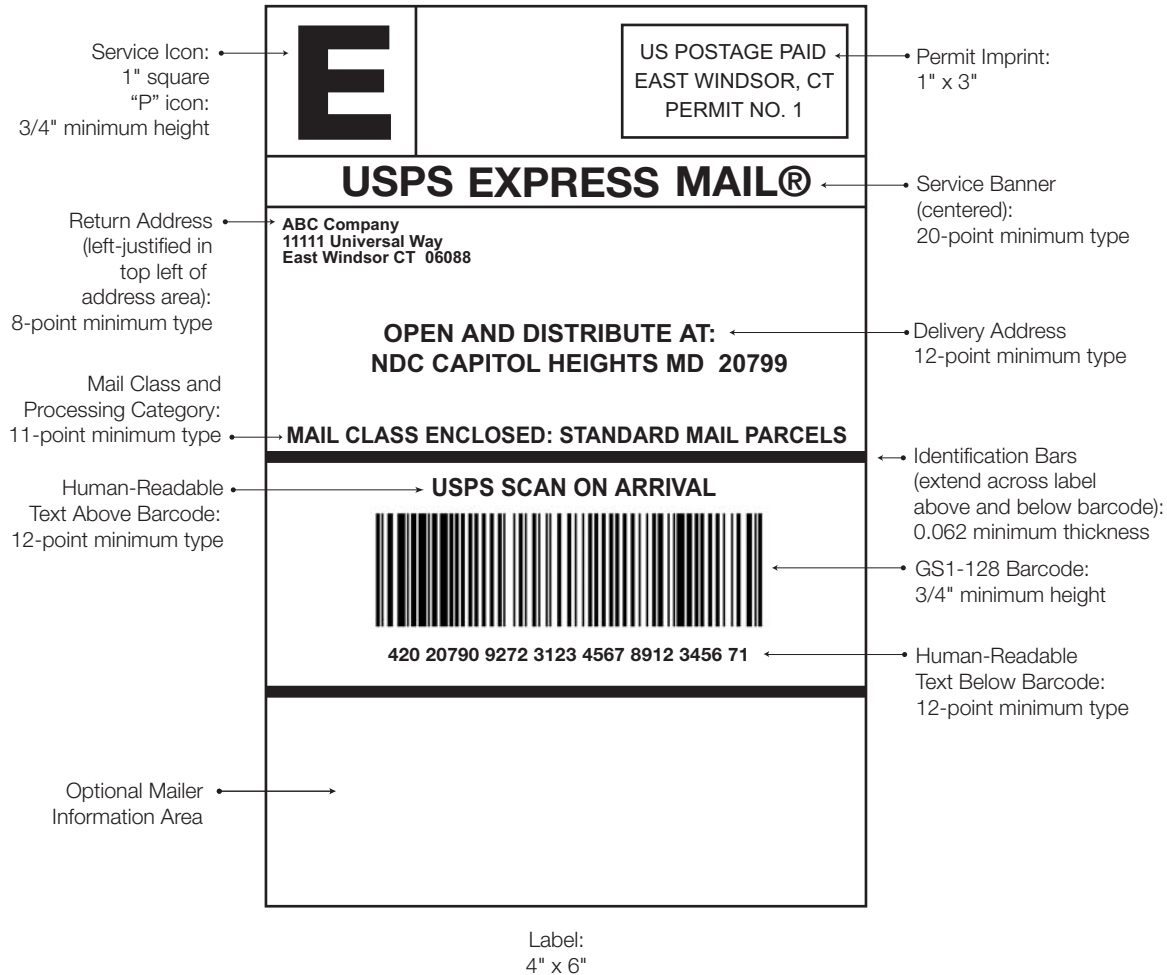 Service Icon:
1" square
“P” icon:
3/4" minimum height
E
US POSTAGE PAID
EAST WINDSOR, CT
PERMIT NO. 1
Permit Imprint:
1" x 3"
USPS EXPRESS MAIL®
Service Banner
(centered):
20-point minimum type
Return Address
(left-justified in
top left of
address area):
8-point minimum type
ABC Company
11111 Universal Way
East Windsor CT 06088
OPEN AND DISTRIBUTE AT:
NDC CAPITOL HEIGHTS MD 20799
Delivery Address
12-point minimum type
Mail Class and
Processing Category:
11-point minimum type
MAIL CLASS ENCLOSED: STANDARD MAIL PARCELS
Identification Bars
(extend across label
above and below barcode):
0.062 minimum thickness
Human-Readable
Text Above Barcode:
12-point minimum type
USPS SCAN ON ARRIVAL
GS1-128 Barcode:
3/4" minimum height
420 20790 9272 3123 4567 8912 3456 71
Human-Readable
Text Below Barcode:
12-point minimum type
Optional Mailer
Information Area
Label:
4" x 6"